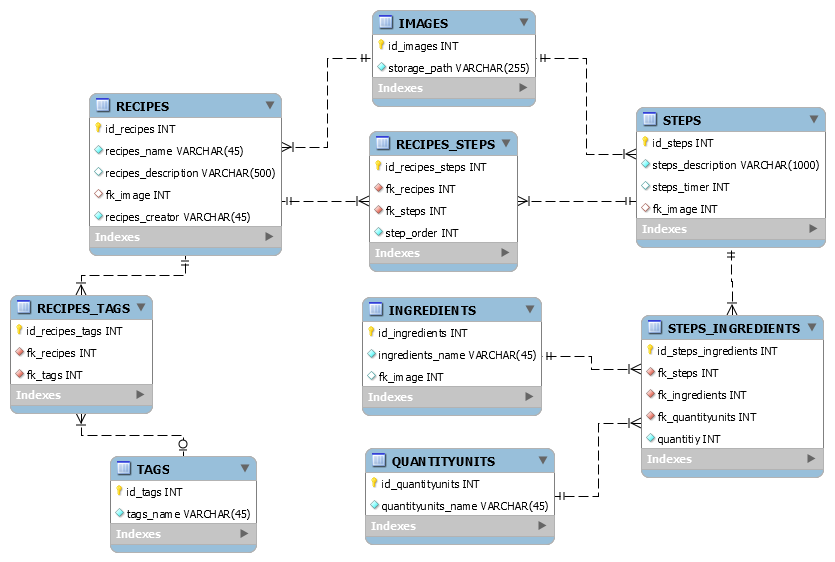 IMAGES
id_images INT
storage_path VARCHAR(255)
Indexes
RECIPES
id_recipes INT
recipes_name VARCHAR(45)
recipes_description VARCHAR(500)
fk_image INT
recipes_creator VARCHAR(45)
Indexes
RECIPES_STEPS
id_recipes_steps INT
fk_recipes INT
fk_steps INT
step_order INT
Indexes
STEPS
id_steps INT
steps_description VARCHAR(1000)
steps_timer INT
fk_image INT
Indexes
RECIPES_TAGS
id_recipes_tags INT
fk_recipes INT
fk_tags INT
Indexes
INGREDIENTS
id_ingredients INT
ingredients_name VARCHAR(45)
fk_image INT
Indexes
STEPS_INGREDIENTS
id_steps_ingredients INT
fk_steps INT
fk_ingredients INT
fk_quantityunits INT
quantitiy INT
Indexes
TAGS
id_tags INT
tags_name VARCHAR(45)
Indexes
QUANTITYUNITS
id_quantityunits INT
quantityunits_name VARCHAR(45)
Indexes